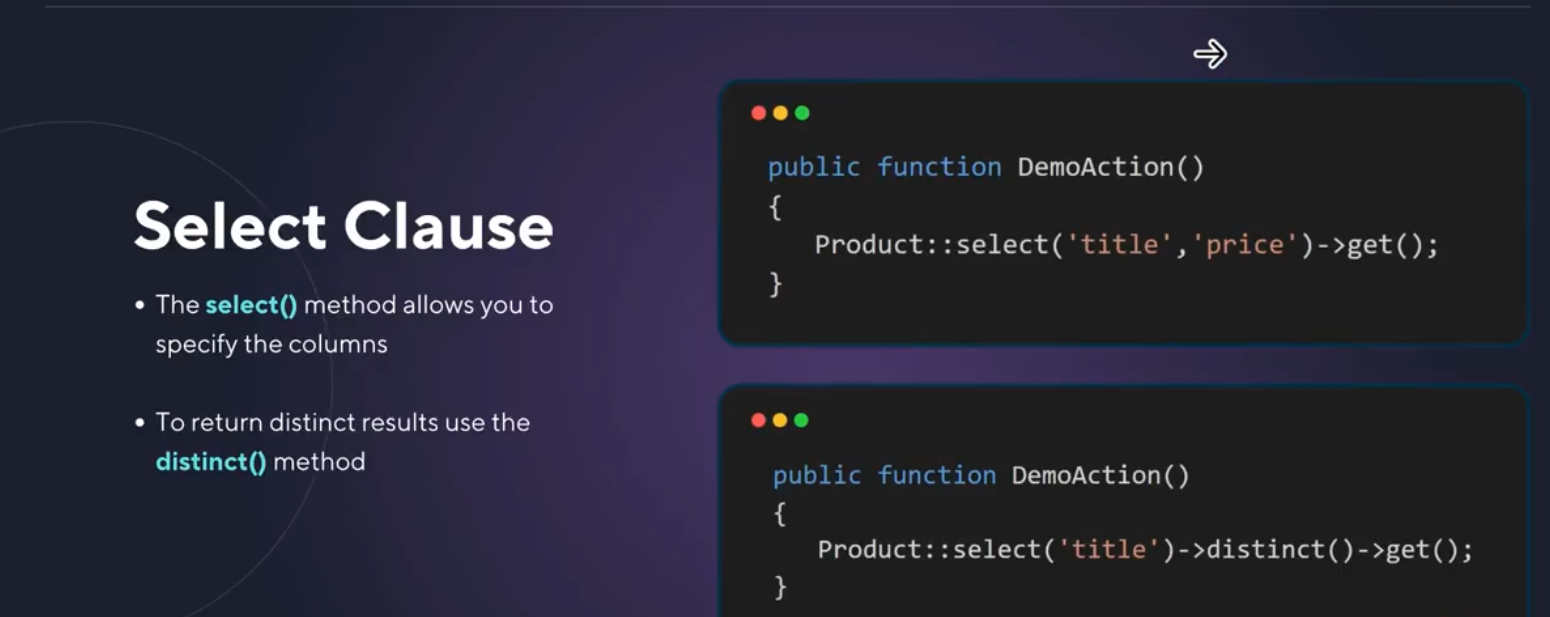 Select Clause
• The select() method allows you to
specify the columns
• To return distinct results use the
distinct() method
public function DemoAction()
{
Product::select('title','price')->get();
}
public function DemoAction()
{
Product::select('title')->distinct()->get();
}